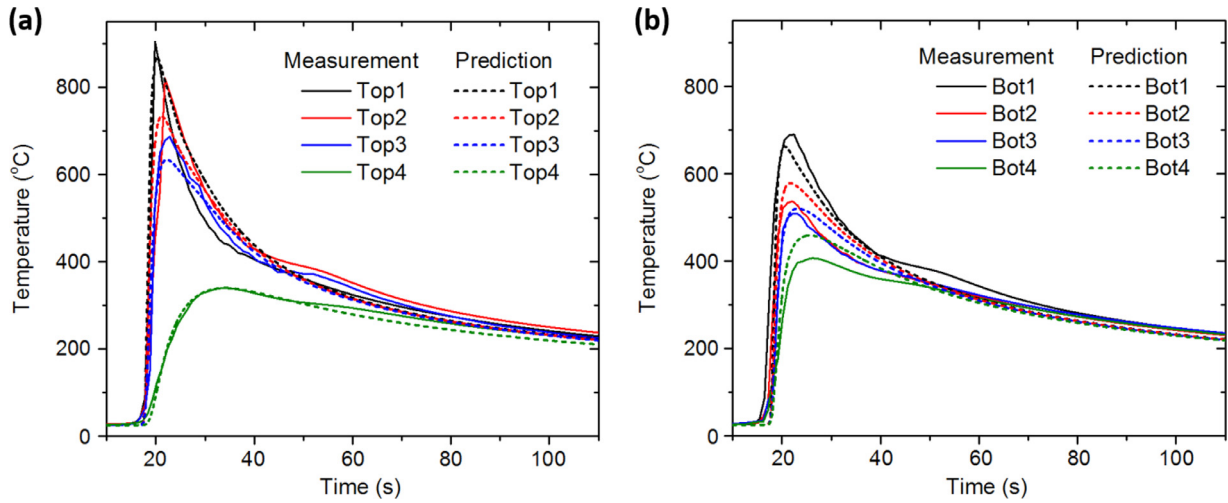 (a)
Temperature (°C)
800
600
400
200
0
20
40
60
80
100
Time (s)
Measurement Prediction
Top1 Top1
Top2 Top2
Top3 Top3
Top4 Top4
(b)
Temperature (°C)
800
600
400
200
0
20
40
60
80
100
Time (s)
Measurement Prediction
Bot1 Bot1
Bot2 Bot2
Bot3 Bot3
Bot4 Bot4